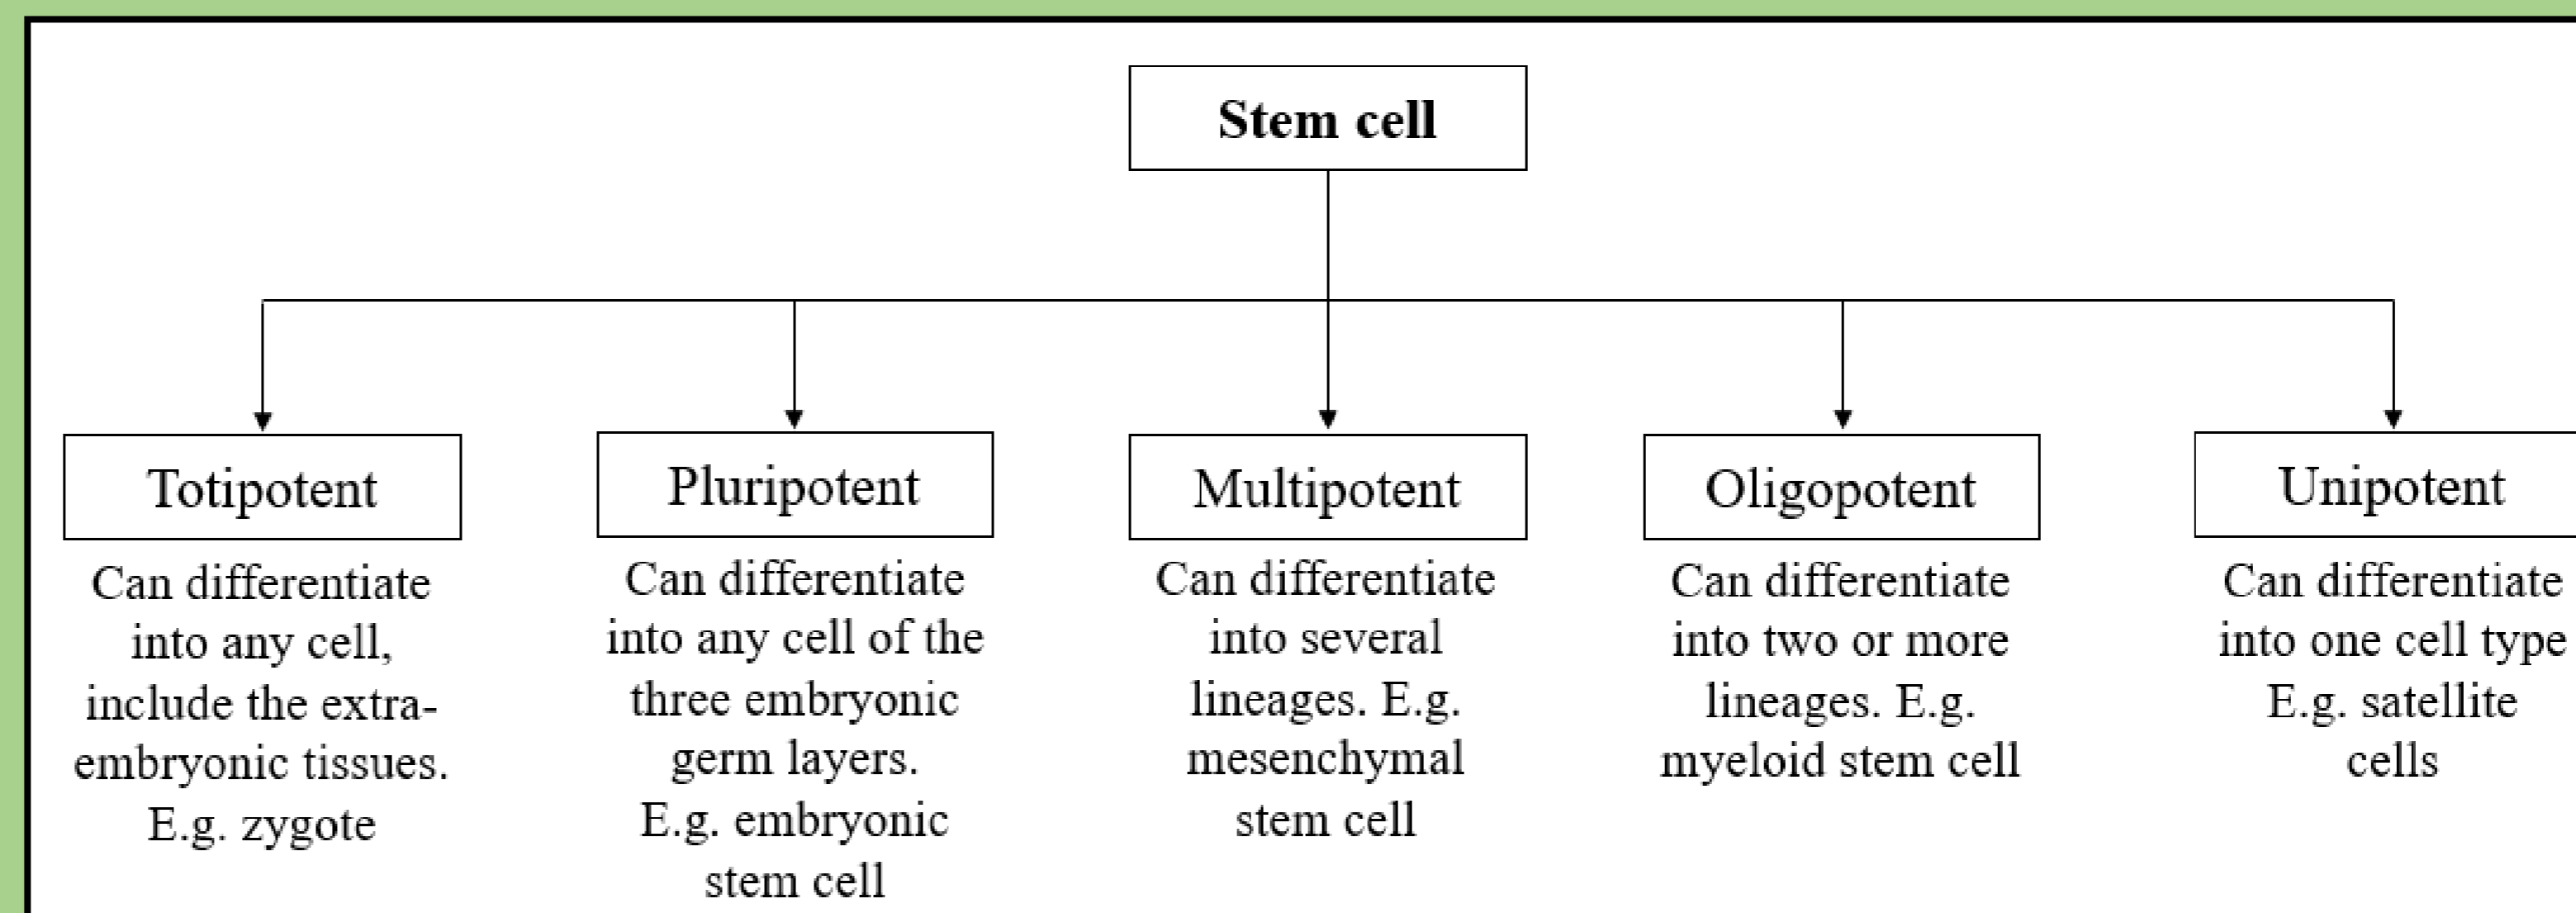 Stem cell
Totipotent
Can differentiate
into any cell,
include the extra-
embryonic tissues.
E.g. zygote
Pluripotent
Can differentiate
into any cell of the
three embryonic
germ layers.
E.g. embryonic
stem cell
Multipotent
Can differentiate
into several
lineages. E.g.
mesenchymal
stem cell
Oligopotent
Can differentiate
into two or more
lineages. E.g.
myeloid stem cell
Unipotent
Can differentiate
into one cell type
E.g. satellite
cells